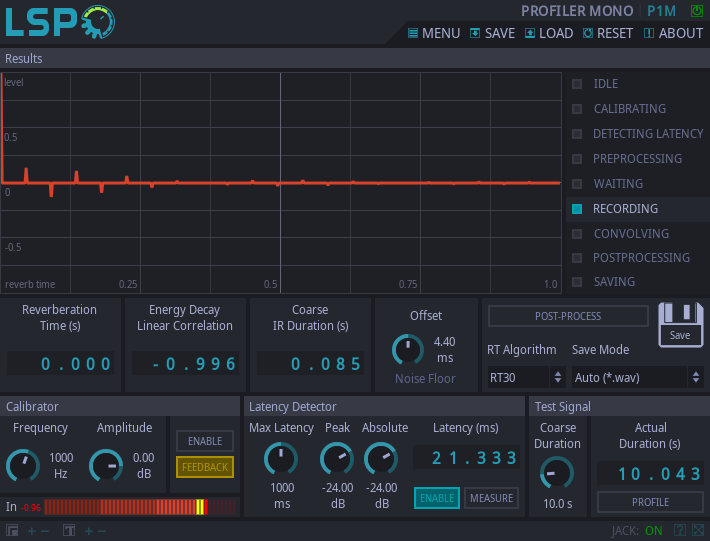 LSP
PROFILER MONO P1M
MENU SAVE LOAD RESET ABOUT
Results
level
0.5
0
-0.5
reverb time 0.25 0.5 0.75 1.0
IDLE
CALIBRATING
DETECTING LATENCY
PREPROCESSING
WAITING
RECORDING
CONVOLVING
POSTPROCESSING
SAVING
Reverberation
Time (s)
0.000
Energy Decay
Linear Correlation
-0.996
Coarse
IR Duration (s)
0.085
Offset
4.40
ms
Noise Floor
POST-PROCESS
Save
RT Algorithm Save Mode
RT30 Auto (*.wav)
Calibrator
Frequency Amplitude
1000
Hz
0.00
dB
ENABLE
FEEDBACK
In -0.96
Latency Detector
Max Latency Peak Absolute Latency (ms)
21.333
1000
ms
-24.00
dB
-24.00
dB
ENABLE MEASURE
Test Signal
Coarse
Duration
10.0 s
Actual
Duration (s)
10.043
PROFILE
JACK: ON